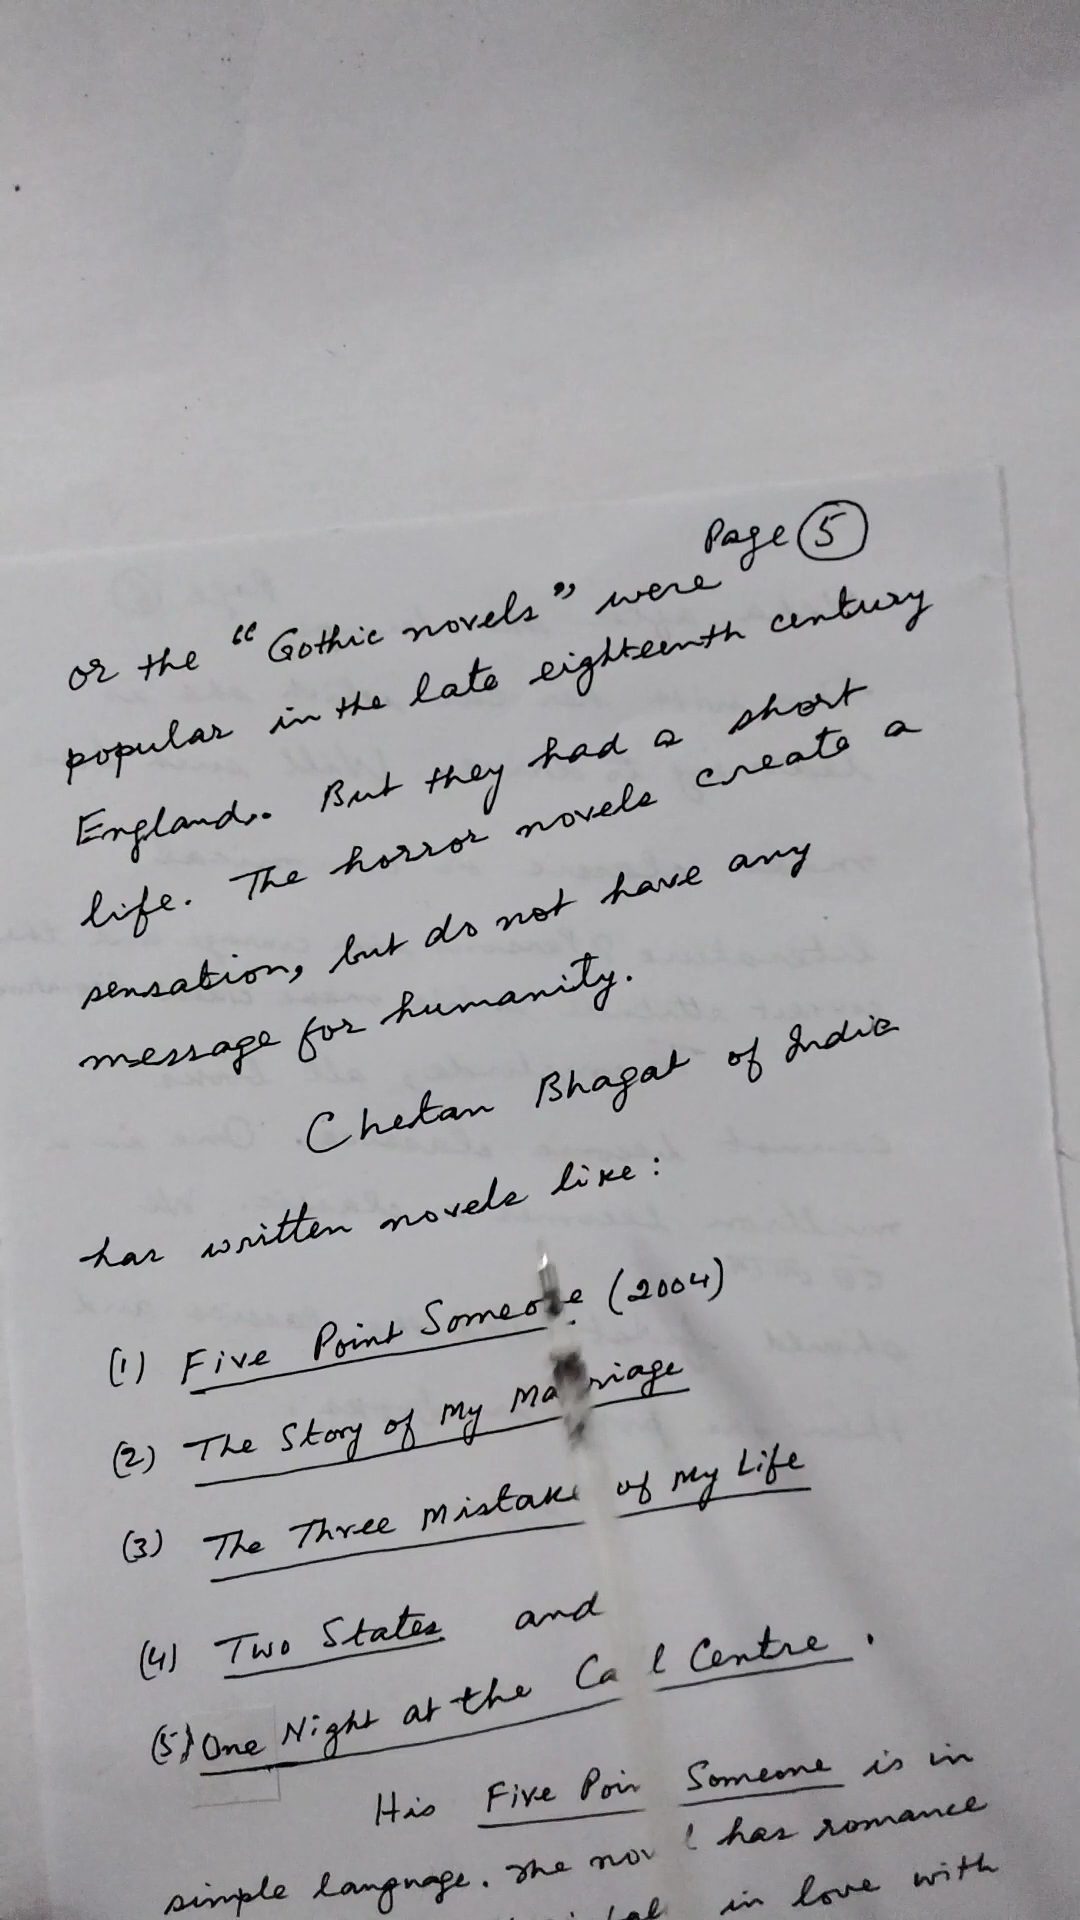 Page 5
or the "Gothic novels" were
popular in the late eighteenth century
England. But they had a short
life. The horror novels create a
sensation, but do not have any
message for humanity.
Chetan Bhagat of India
has written novels like:
(1) Five Point Someone (2004)
(2) The Story of My Marriage
(3) The Three Mistake of My Life
(4) Two States and
(5) One Night at the Call Centre.
His Five Point Someone is in
simple language. The novel has romance
in love with